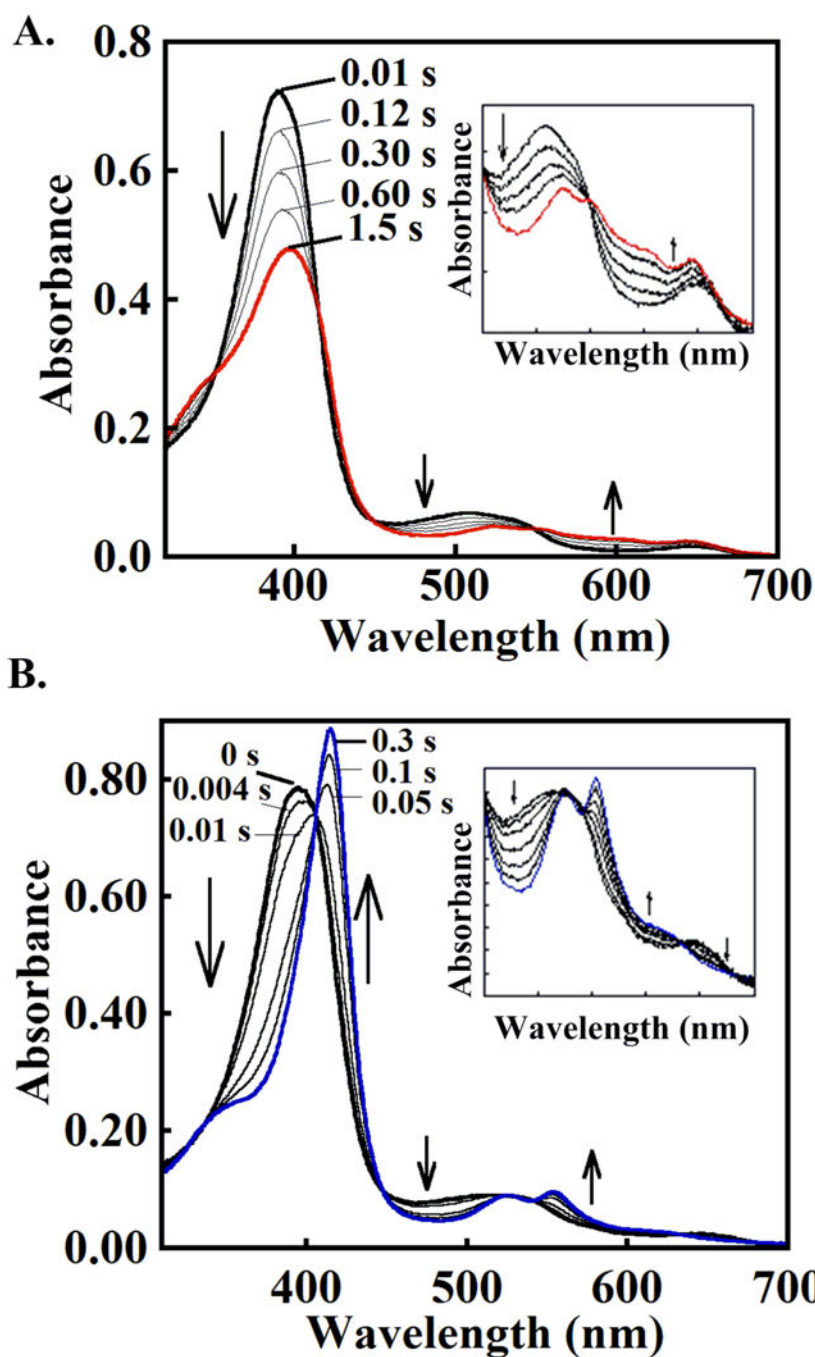 A.
0.8
0.6
0.4
0.2
0.0
Absorbance
0.01 s
0.12 s
0.30 s
0.60 s
1.5 s
Absorbance
Wavelength (nm)
400
500
600
700
Wavelength (nm)
B.
0.80
0.60
0.40
0.20
0.00
Absorbance
0 s
0.004 s
0.01 s
0.3 s
0.1 s
0.05 s
Absorbance
Wavelength (nm)
400
500
600
700
Wavelength (nm)